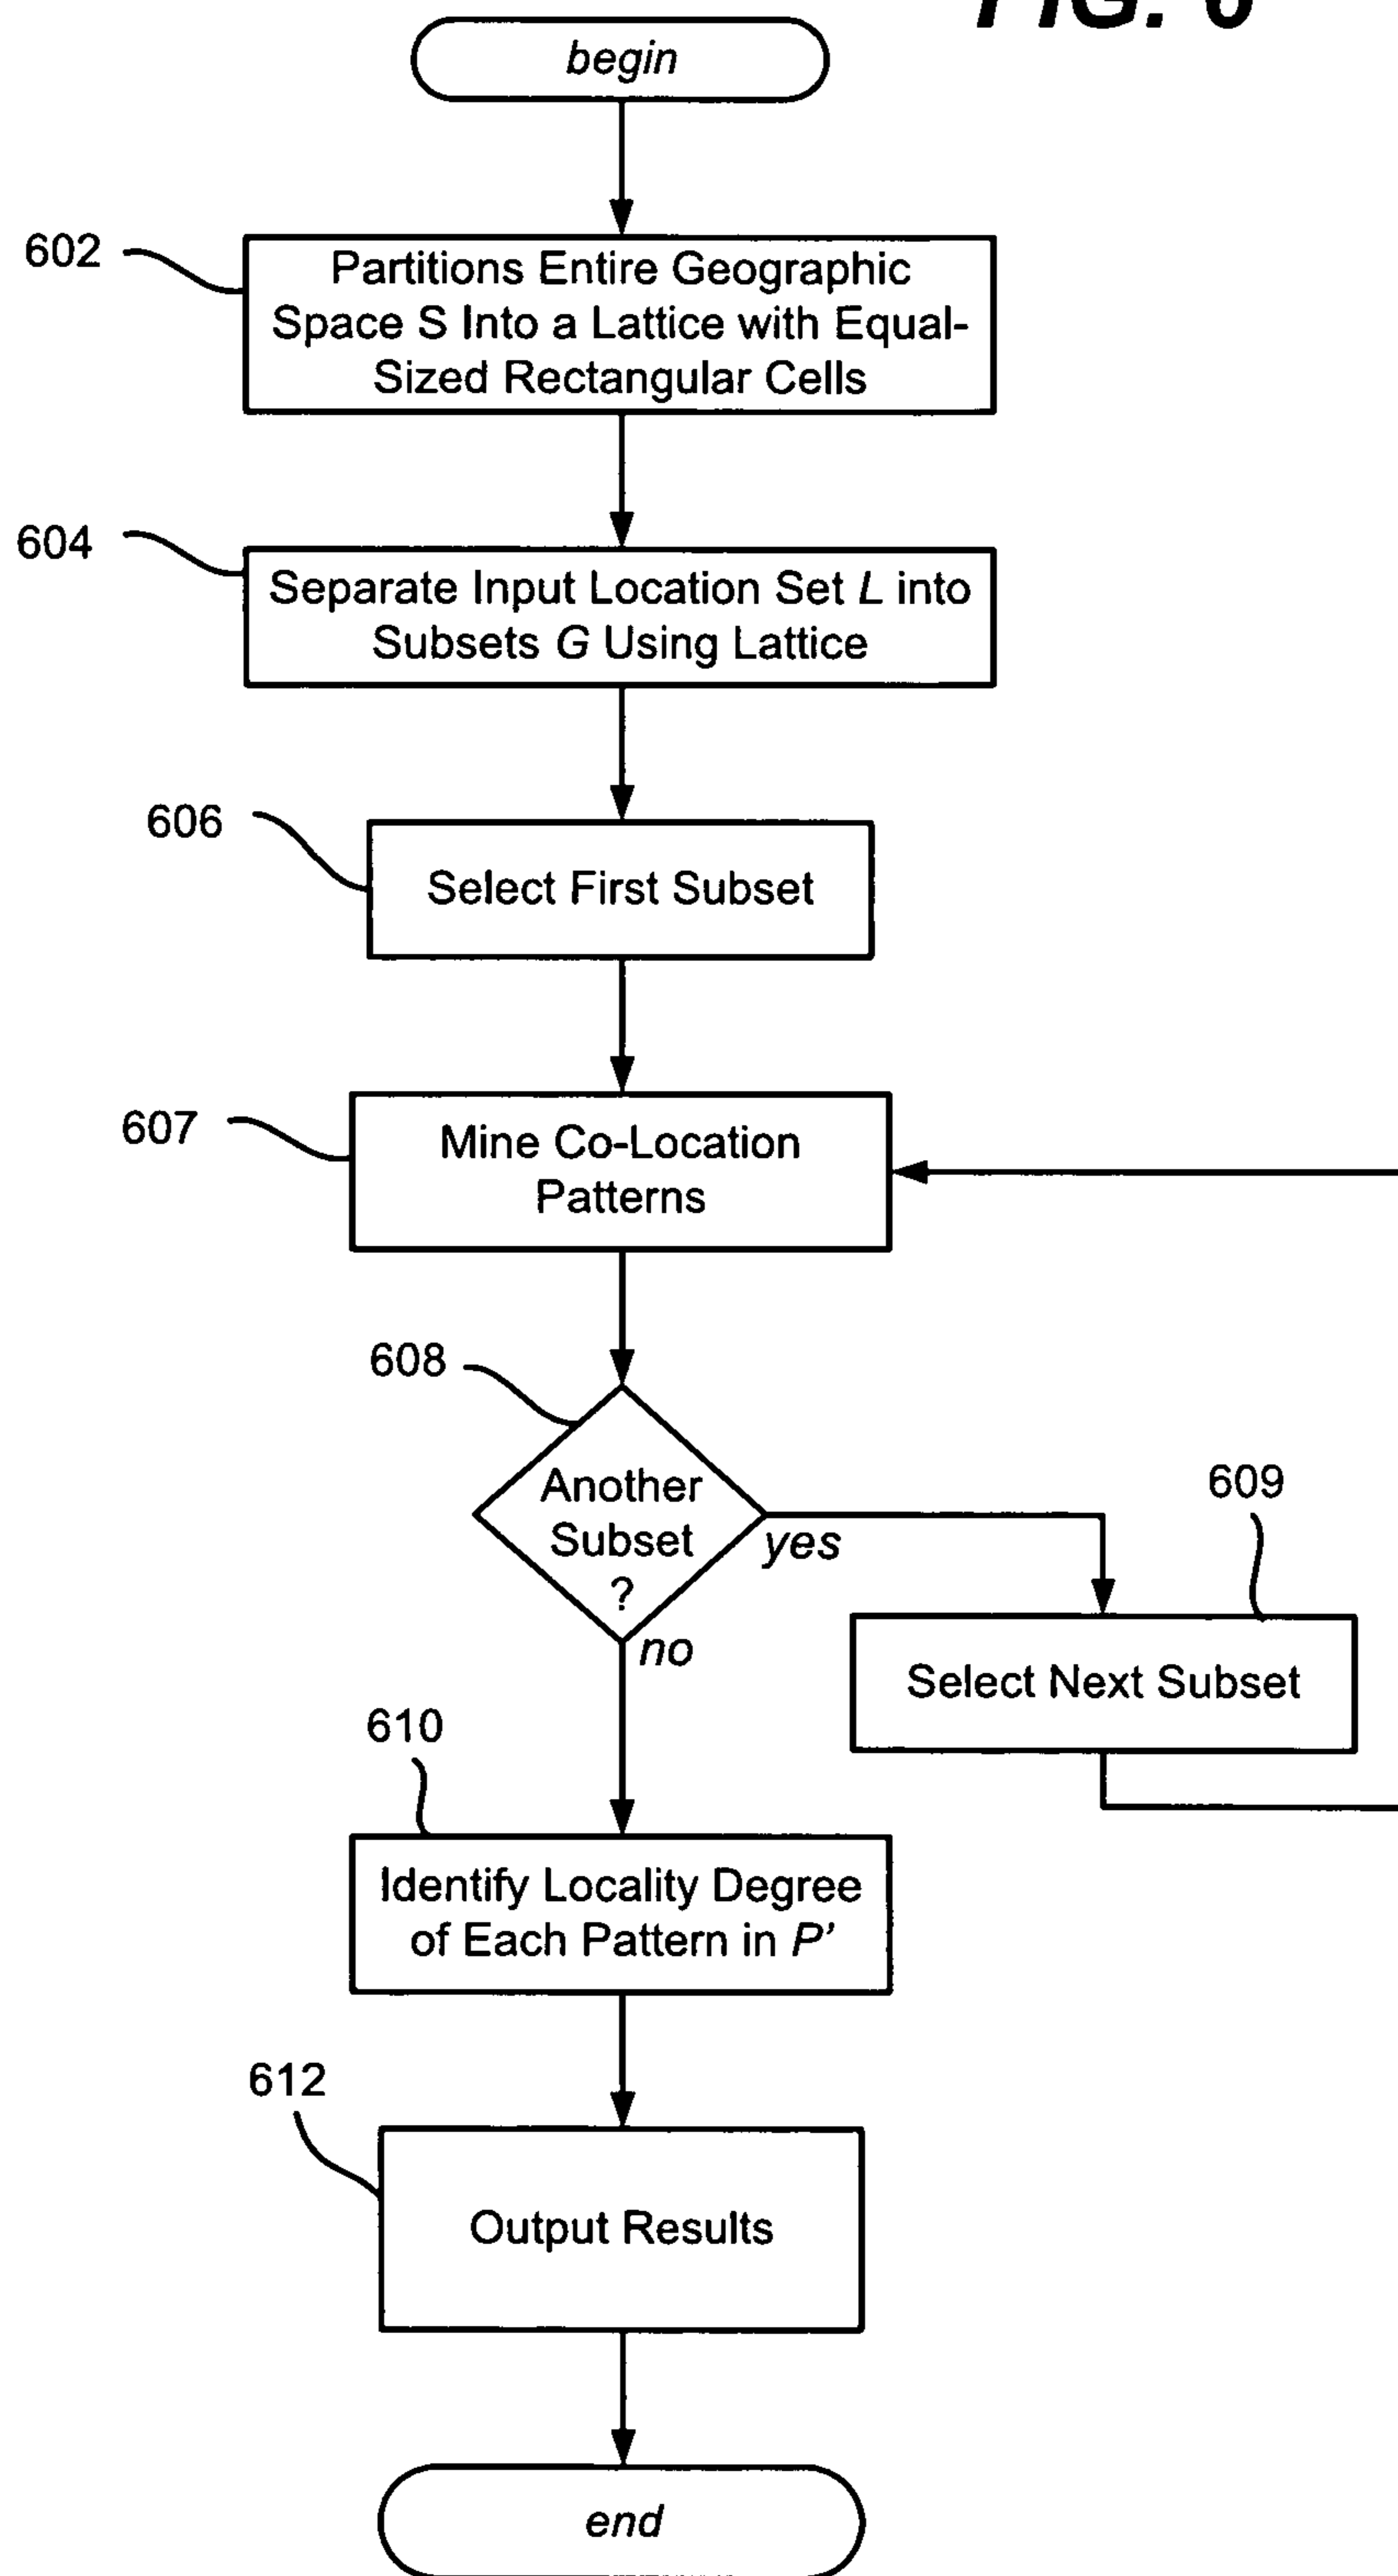 FIG. 6
begin
602
Partitions Entire Geographic
Space S Into a Lattice with Equal-
Sized Rectangular Cells
604
Separate Input Location Set L into
Subsets G Using Lattice
606
Select First Subset
607
Mine Co-Location
Patterns
608
Another
Subset
?
yes
609
no
Select Next Subset
610
Identify Locality Degree
of Each Pattern in P’
612
Output Results
end